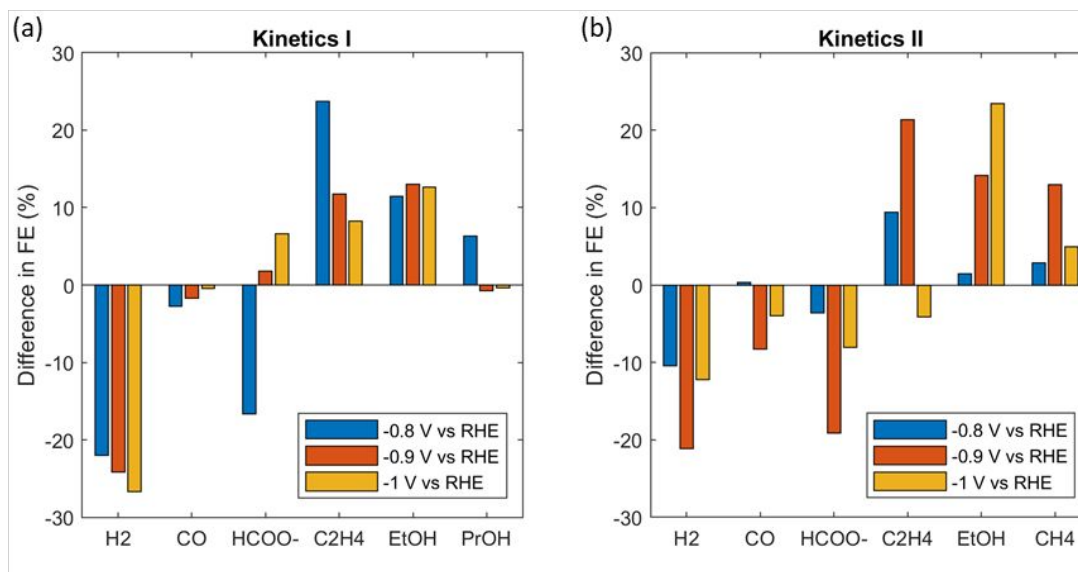 (a)
Kinetics I
Difference in FE (%)
30
20
10
0
-10
-20
-30
H2 CO HCOO- C2H4 EtOH PrOH
-0.8 V vs RHE
-0.9 V vs RHE
-1 V vs RHE
(b)
Kinetics II
Difference in FE (%)
30
20
10
0
-10
-20
-30
H2 CO HCOO- C2H4 EtOH CH4
-0.8 V vs RHE
-0.9 V vs RHE
-1 V vs RHE